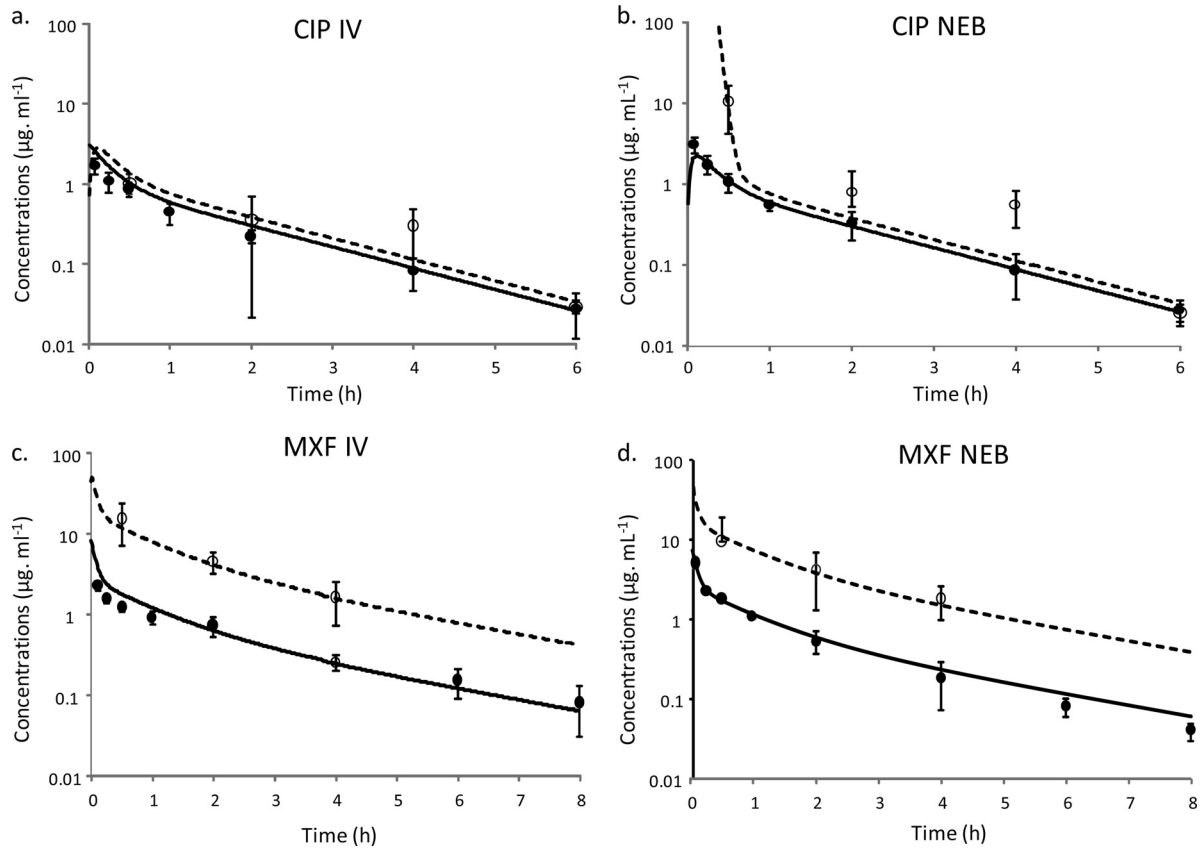 a.
CIP IV
100
10
1
0.1
0.01
Concentrations (µg. ml⁻¹)
0 1 2 3 4 5 6
Time (h)
b.
CIP NEB
100
10
1
0.1
0.01
Concentrations (µg. mL⁻¹)
0 1 2 3 4 5 6
Time (h)
c.
MXF IV
100
10
1
0.1
0.01
Concentrations (µg. ml⁻¹)
0 1 2 3 4 5 6 7 8
Time (h)
d.
MXF NEB
100
10
1
0.1
0.01
Concentrations (µg. mL⁻¹)
0 1 2 3 4 5 6 7 8
Time (h)